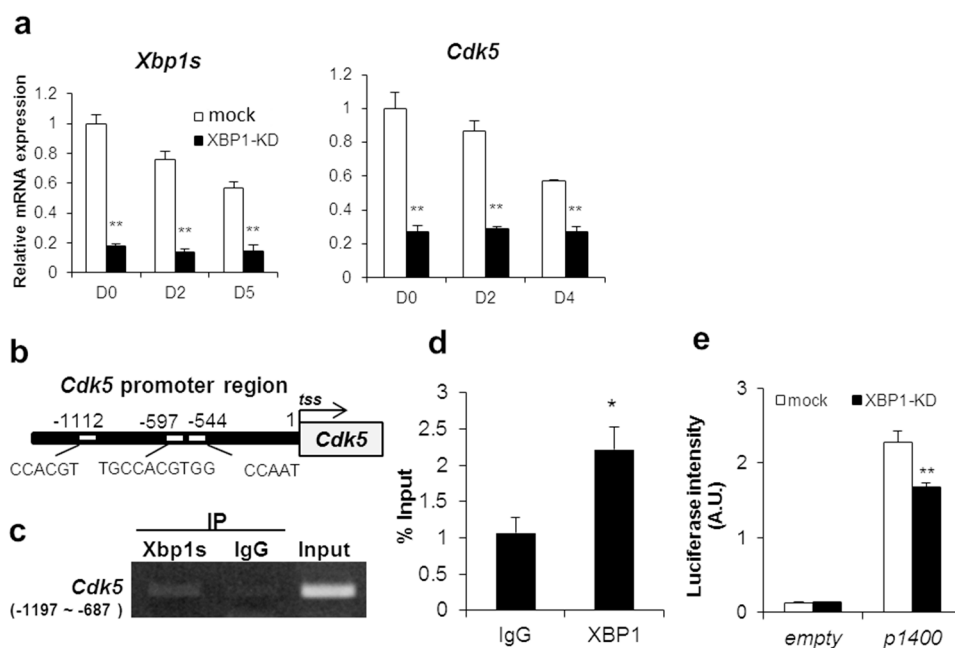 a
Xbp1s
Cdk5
Relative mRNA expression
1.2
1
0.8
0.6
0.4
0.2
0
mock
XBP1-KD
**
**
**
D0
D2
D5
1.2
1
0.8
0.6
0.4
0.2
0
**
**
**
D0
D2
D4
b
Cdk5 promoter region
-1112
-597
-544
1
tss
Cdk5
CCACGT
TGCCACGTGG
CCAAT
c
IP
Xbp1s
IgG
Input
Cdk5
(-1197 ~ -687 )
d
% Input
3
2.5
2
1.5
1
0.5
0
*
IgG
XBP1
e
mock
XBP1-KD
Luciferase intensity
(A.U.)
3
2
1
0
**
empty
p1400